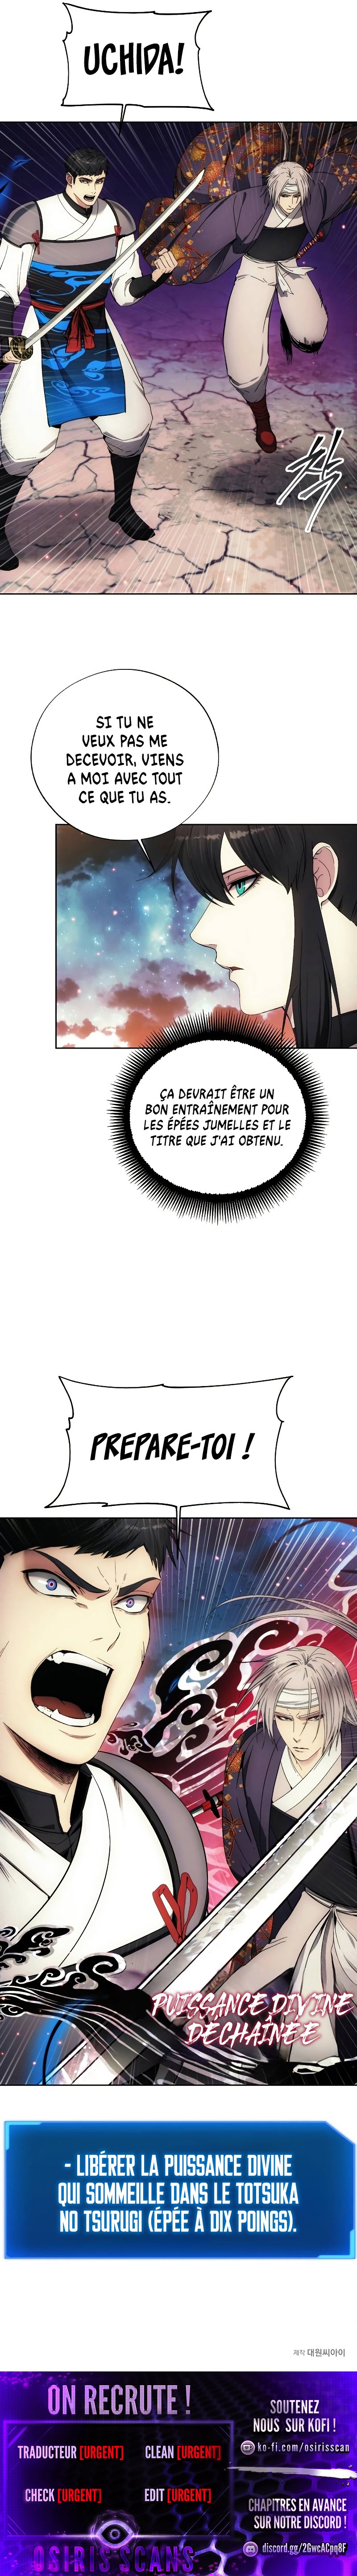 UCHIDA!
척
SI TU NE
VEUX PAS ME
DECEVOIR, VIENS
A MOI AVEC TOUT
CE QUE TU AS.
ÇA DEVRAIT ÊTRE UN
BON ENTRAÎNEMENT POUR
LES ÉPÉES JUMELLES ET LE
TITRE QUE J'AI OBTENU.
PREPARE-TOI !
PUISSANCE DIVINE
DECHAÎNEE
- LIBÉRER LA PUISSANCE DIVINE
QUI SOMMEILLE DANS LE TOTSUKA
NO TSURUGI (ÉPÉE À DIX POINGS).
제작 대원씨아이
ON RECRUTE !
TRADUCTEUR [URGENT]
CLEAN [URGENT]
CHECK [URGENT]
EDIT [URGENT]
OSIRIS SCANS
SOUTENEZ
NOUS SUR KOFI !
ko-fi.com/osirisscan
CHAPITRES EN AVANCE
SUR NOTRE DISCORD !
discord.gg/2GwcACpq8F